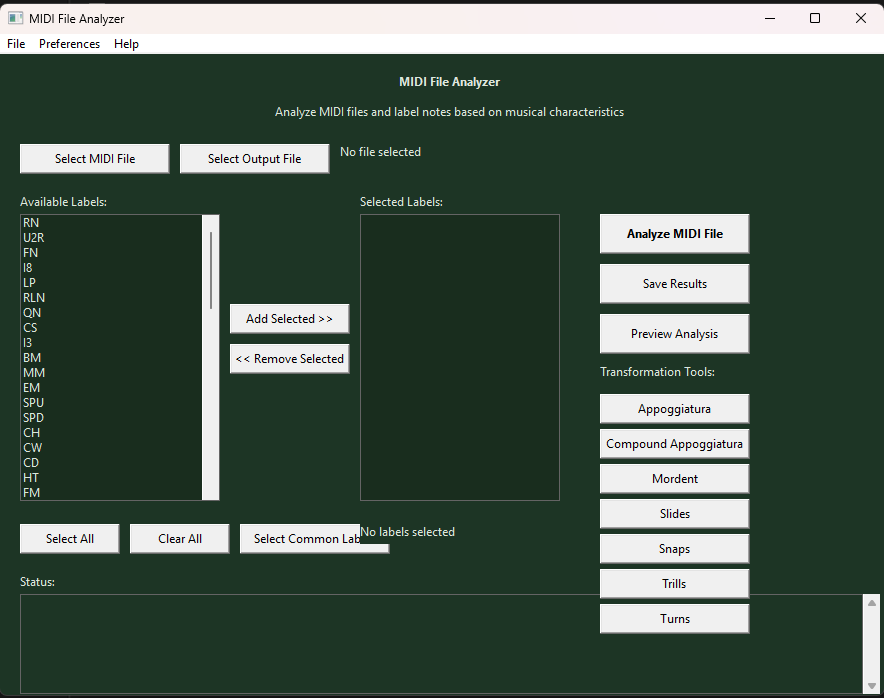 MIDI File Analyzer
File Preferences Help
MIDI File Analyzer
Analyze MIDI files and label notes based on musical characteristics
Select MIDI File
Select Output File
No file selected
Available Labels:
RN
U2R
FN
I8
LP
RLN
QN
CS
I3
BM
MM
EM
SPU
SPD
CH
CW
CD
HT
FM
Add Selected >>
<< Remove Selected
Selected Labels:
Analyze MIDI File
Save Results
Preview Analysis
Transformation Tools:
Appoggiatura
Compound Appoggiatura
Mordent
Slides
Snaps
Trills
Turns
Select All
Clear All
Select Common Lab
No labels selected
Status: